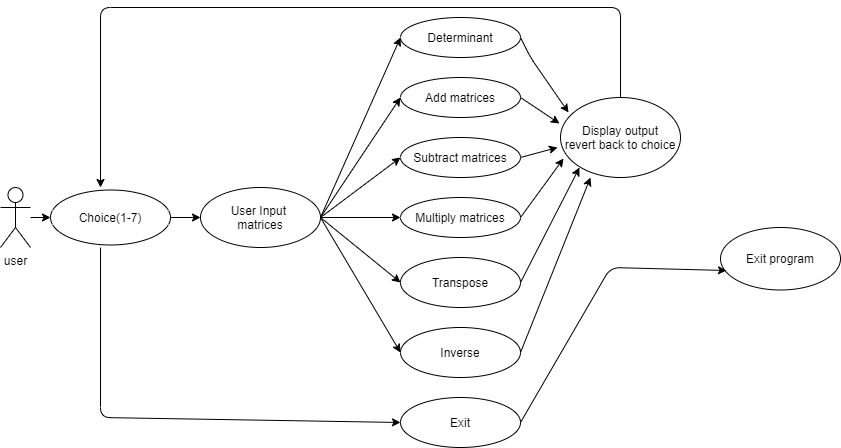 Determinant
Add matrices
Display output
revert back to choice
Subtract matrices
Choice(1-7)
User Input
matrices
Multiply matrices
user
Exit program
Transpose
Inverse
Exit